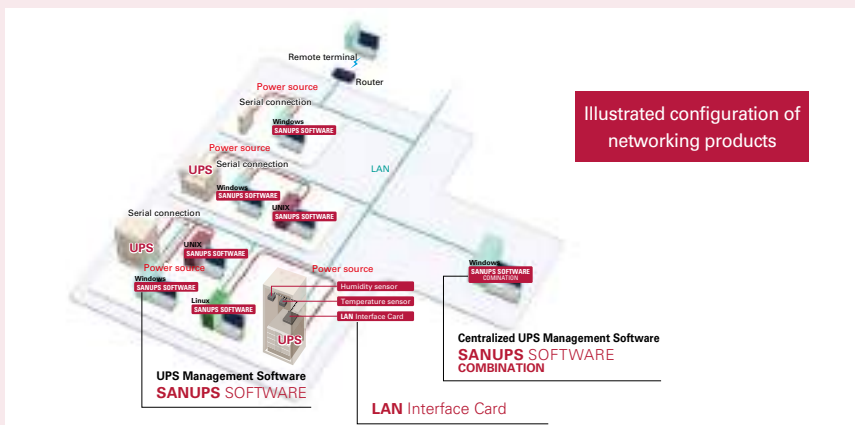 Remote terminal
Router
Power source
Serial connection
Windows
SANUPS SOFTWARE
Illustrated configuration of
networking products
Power source
UPS
Serial connection
LAN
Windows
SANUPS SOFTWARE
UNIX
SANUPS SOFTWARE
Serial connection
UPS
UNIX
SANUPS SOFTWARE
Power source
Windows
SANUPS SOFTWARE
Linux
SANUPS SOFTWARE
Power source
Humidity sensor
Temperature sensor
LAN Interface Card
UPS
Windows
SANUPS SOFTWARE
COMINATION
Centralized UPS Management Software
SANUPS SOFTWARE
COMBINATION
UPS Management Software
SANUPS SOFTWARE
LAN Interface Card